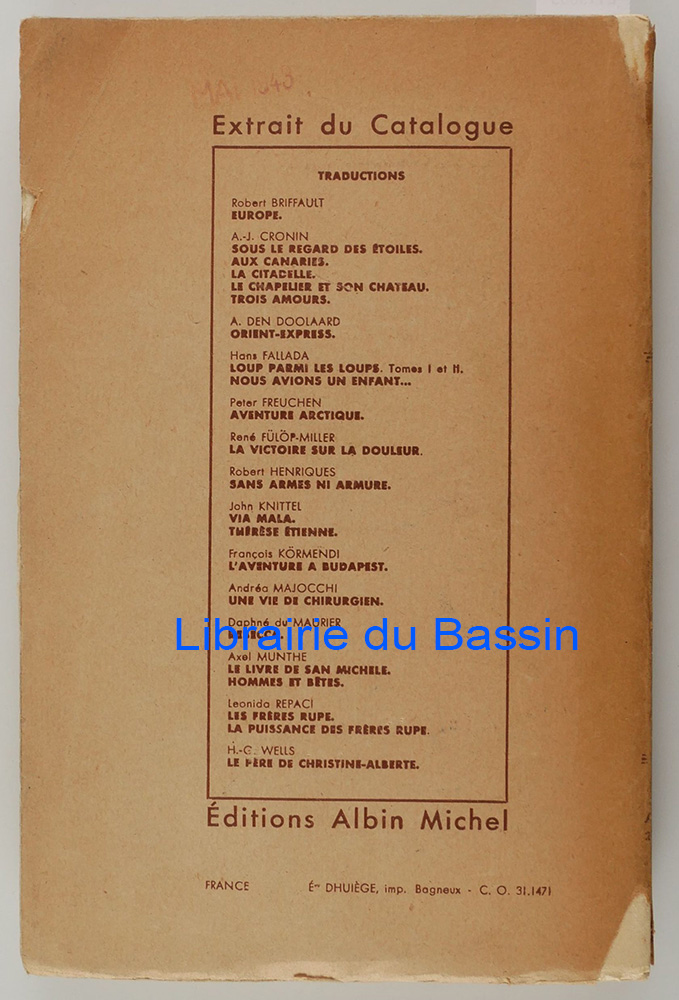 MAI 1948
Extrait du Catalogue
TRADUCTIONS
Robert BRIFFAULT
EUROPE.
A.-J. CRONIN
SOUS LE REGARD DES ÉTOILES.
AUX CANARIES.
LA CITADELLE.
LE CHAPELIER ET SON CHATEAU.
TROIS AMOURS.
A. DEN DOOLAARD
ORIENT-EXPRESS.
Hans FALLADA
LOUP PARMI LES LOUPS. Tomes I et II.
NOUS AVIONS UN ENFANT...
Peter FREUCHEN
AVENTURE ARCTIQUE.
René FÜLÖP-MILLER
LA VICTOIRE SUR LA DOULEUR.
Robert HENRIQUES
SANS ARMES NI ARMURE.
John KNITTEL
VIA MALA.
THÉRÈSE ÉTIENNE.
François KÖRMENDI
L'AVENTURE A BUDAPEST.
Andréa MAJOCCHI
UNE VIE DE CHIRURGIEN.
Daphné du MAURIER
REBECCA.
Librairie du Bassin
Axel MUNTHE
LE LIVRE DE SAN MICHELE.
HOMMES ET BÊTES.
Leonida REPACI
LES FRÈRES RUPE.
LA PUISSANCE DES FRÈRES RUPE.
H.-G. WELLS
LE PÈRE DE CHRISTINE-ALBERTE.
Éditions Albin Michel
FRANCE
Éts DHUIÈGE, imp. Bagneux - C. O. 31.1471